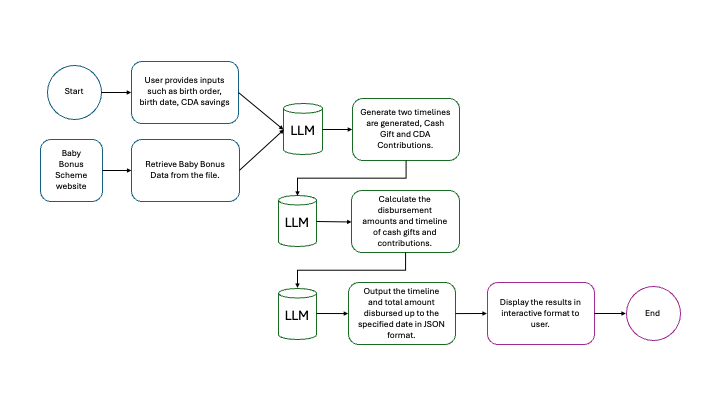 Start
User provides inputs
such as birth order,
birth date, CDA savings
Baby
Bonus
Scheme
website
Retrieve Baby Bonus
Data from the file.
LLM
Generate two timelines
are generated, Cash
Gift and CDA
Contributions.
LLM
Calculate the
disbursement
amounts and timeline
of cash gifts and
contributions.
LLM
Output the timeline
and total amount
disbursed up to the
specified date in JSON
format.
Display the results in
interactive format to
user.
End